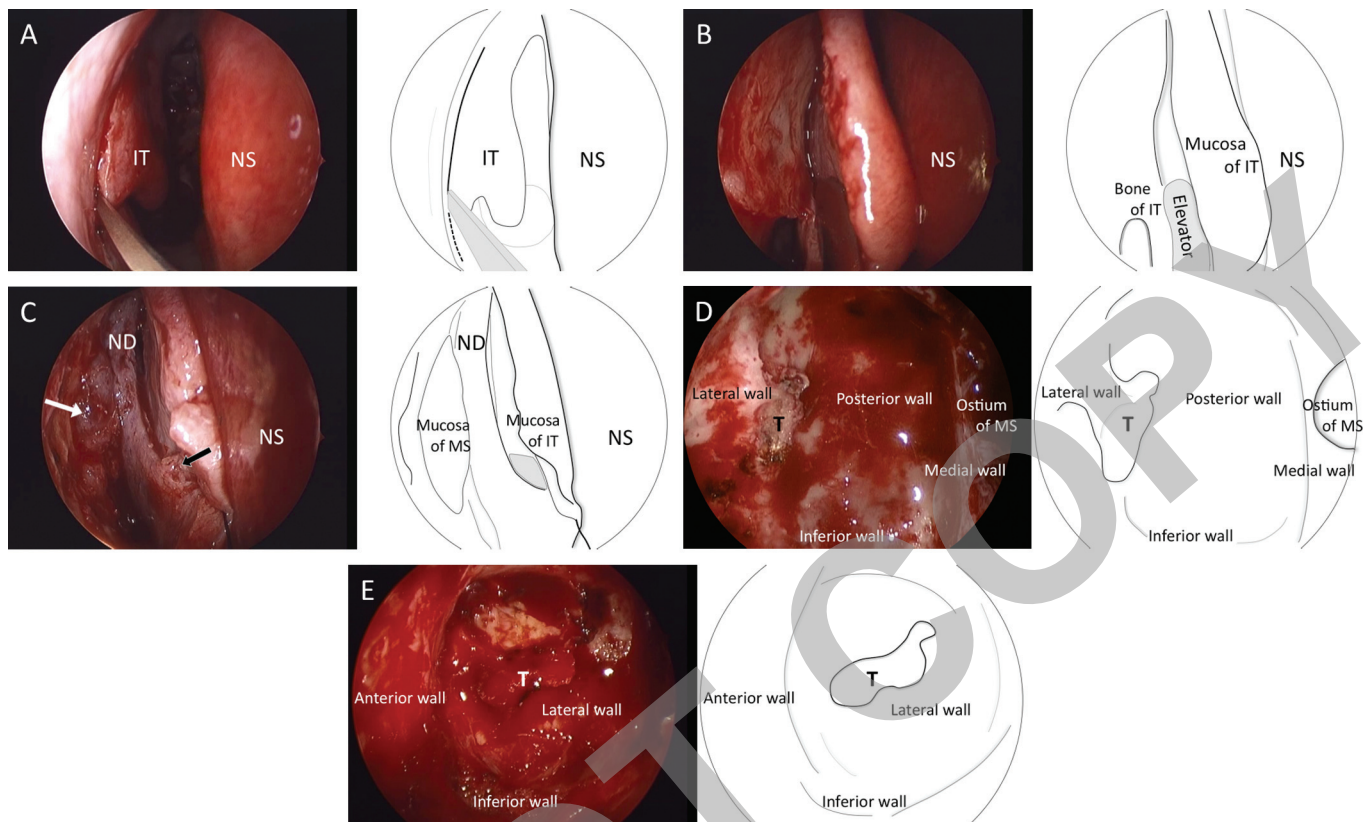 A
IT
NS
IT
NS
B
NS
Mucosa
of IT
NS
Bone
of IT
Elevator
C
ND
NS
ND
Mucosa
of MS
Mucosa
of IT
NS
D
Lateral wall
T
Posterior wall
Ostium
of MS
Medial wall
Inferior wall
Lateral wall
T
Posterior wall
Ostium
of MS
Medial wall
Inferior wall
E
Anterior wall
T
Lateral wall
Inferior wall
Anterior wall
T
Lateral wall
Inferior wall
T COPY